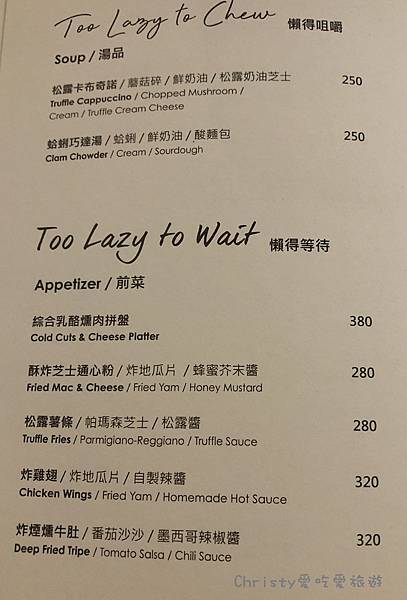 Too Lazy to Chew 懶得咀嚼
Soup / 湯品
松露卡布奇諾 / 蘑菇碎 / 鮮奶油 / 松露奶油芝士 250
Truffle Cappuccino / Chopped Mushroom /
Cream / Truffle Cream Cheese
蛤蜊巧達湯 / 蛤蜊 / 鮮奶油 / 酸麵包 250
Clam Chowder / Cream / Sourdough
Too Lazy to Wait 懶得等待
Appetizer / 前菜
綜合乳酪燻肉拼盤 380
Cold Cuts & Cheese Platter
酥炸芝士通心粉 / 炸地瓜片 / 蜂蜜芥末醬 280
Fried Mac & Cheese / Fried Yam / Honey Mustard
松露薯條 / 帕瑪森芝士 / 松露醬 280
Truffle Fries / Parmigiano-Reggiano / Truffle Sauce
炸雞翅 / 炸地瓜片 / 自製辣醬 320
Chicken Wings / Fried Yam / Homemade Hot Sauce
炸煙燻牛肚 / 番茄沙沙 / 墨西哥辣椒醬 320
Deep Fried Tripe / Tomato Salsa / Chili Sauce
Christy愛吃愛旅遊